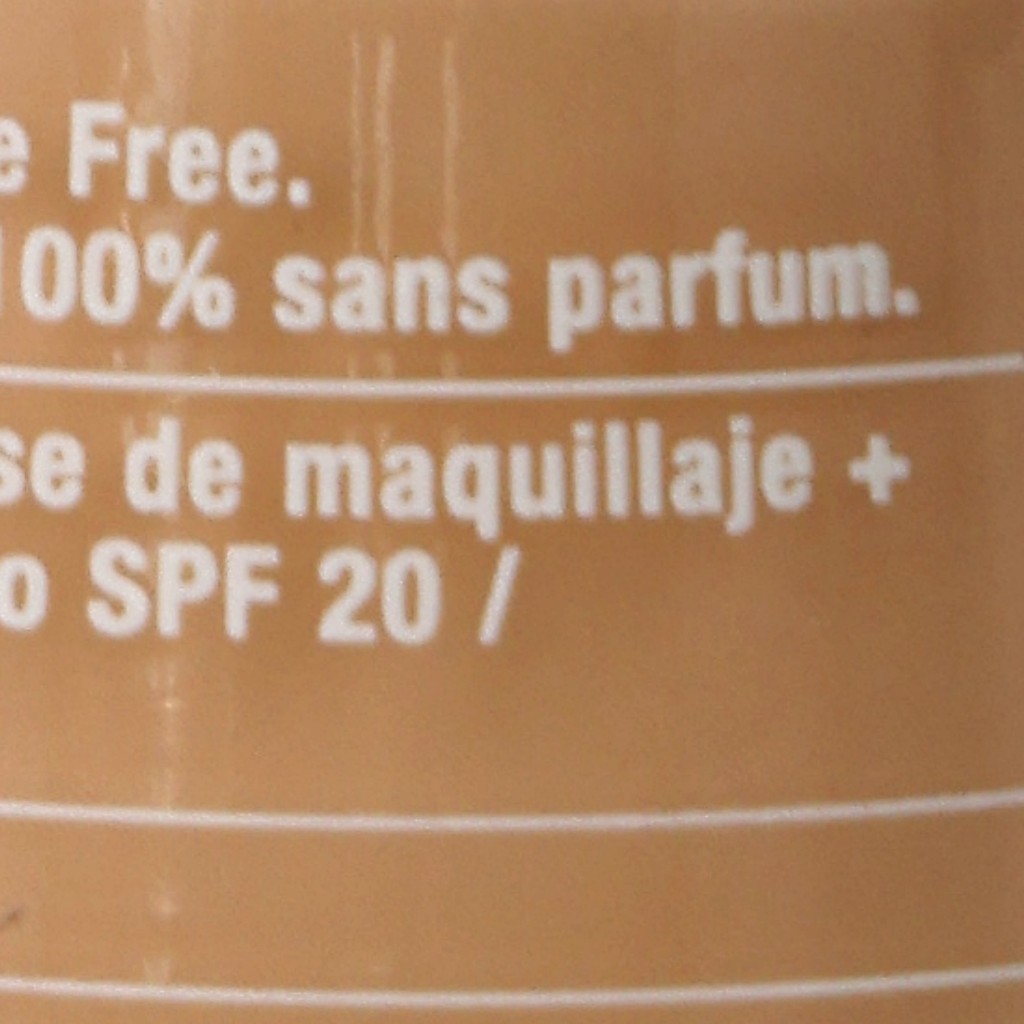 e Free.
100% sans parfum.
se de maquillaje +
o SPF 20 /